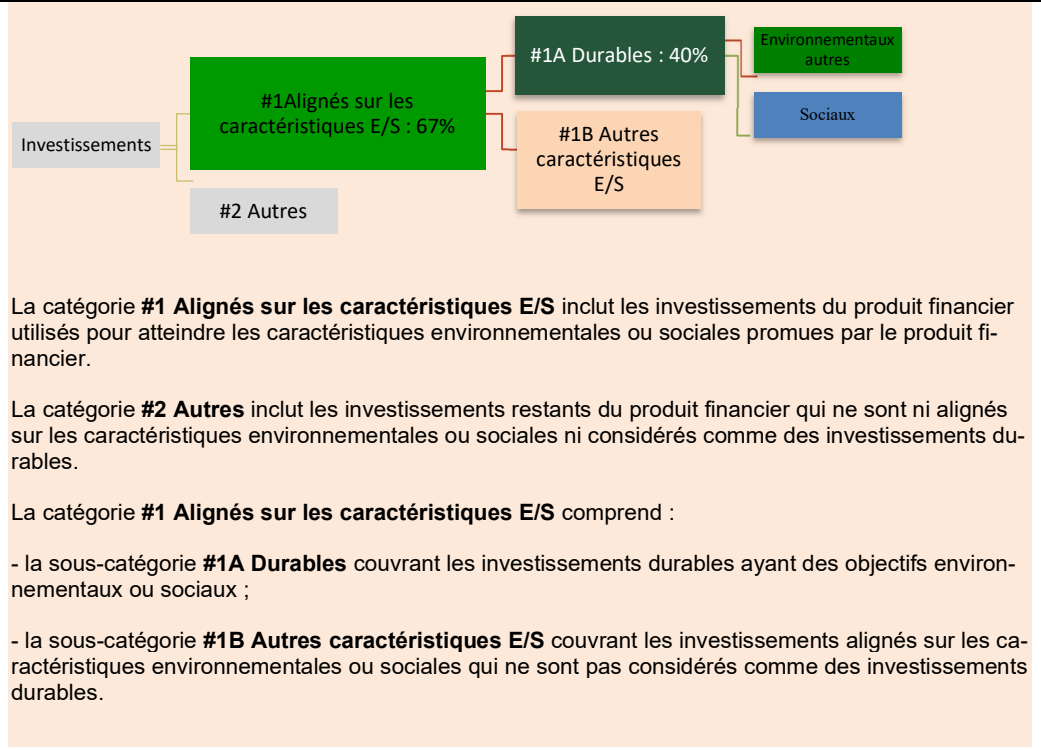 Investissements
#1Alignés sur les
caractéristiques E/S : 67%
#2 Autres
#1A Durables : 40%
#1B Autres
caractéristiques
E/S
Environnementaux
autres
Sociaux
La catégorie #1 Alignés sur les caractéristiques E/S inclut les investissements du produit financier
utilisés pour atteindre les caractéristiques environnementales ou sociales promues par le produit fi-
nancier.
La catégorie #2 Autres inclut les investissements restants du produit financier qui ne sont ni alignés
sur les caractéristiques environnementales ou sociales ni considérés comme des investissements du-
rables.
La catégorie #1 Alignés sur les caractéristiques E/S comprend :
- la sous-catégorie #1A Durables couvrant les investissements durables ayant des objectifs environ-
nementaux ou sociaux ;
- la sous-catégorie #1B Autres caractéristiques E/S couvrant les investissements alignés sur les ca-
ractéristiques environnementales ou sociales qui ne sont pas considérés comme des investissements
durables.